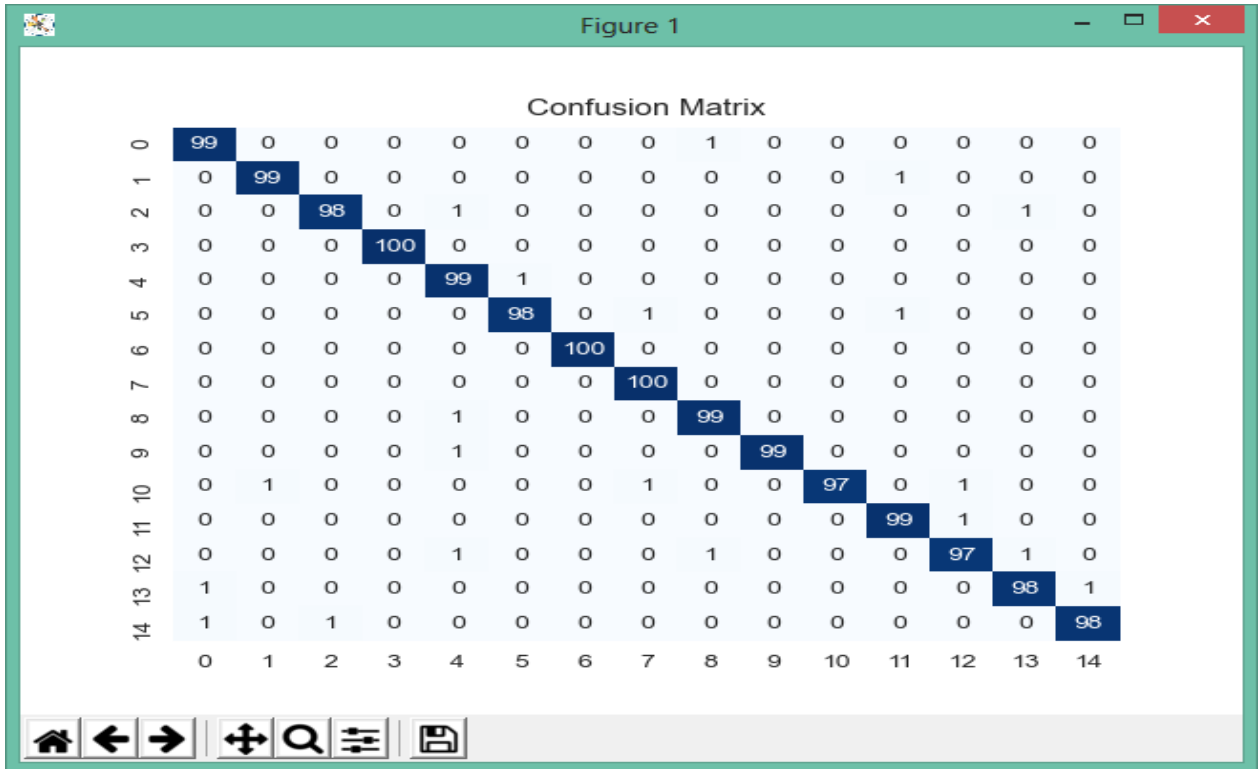 Figure 1
Confusion Matrix
0 99 0 0 0 0 0 0 0 1 0 0 0 0 0 0
1 0 99 0 0 0 0 0 0 0 0 0 1 0 0 0
2 0 0 98 0 1 0 0 0 0 0 0 0 0 1 0
3 0 0 0 100 0 0 0 0 0 0 0 0 0 0 0
4 0 0 0 0 99 1 0 0 0 0 0 0 0 0 0
5 0 0 0 0 0 98 0 1 0 0 0 1 0 0 0
6 0 0 0 0 0 0 100 0 0 0 0 0 0 0 0
7 0 0 0 0 0 0 0 100 0 0 0 0 0 0 0
8 0 0 0 0 1 0 0 0 99 0 0 0 0 0 0
9 0 0 0 0 1 0 0 0 0 99 0 0 0 0 0
10 0 1 0 0 0 0 0 1 0 0 97 0 1 0 0
11 0 0 0 0 0 0 0 0 0 0 0 99 1 0 0
12 0 0 0 0 1 0 0 0 1 0 0 0 97 1 0
13 1 0 0 0 0 0 0 0 0 0 0 0 0 98 1
14 1 0 1 0 0 0 0 0 0 0 0 0 0 0 98
0 1 2 3 4 5 6 7 8 9 10 11 12 13 14